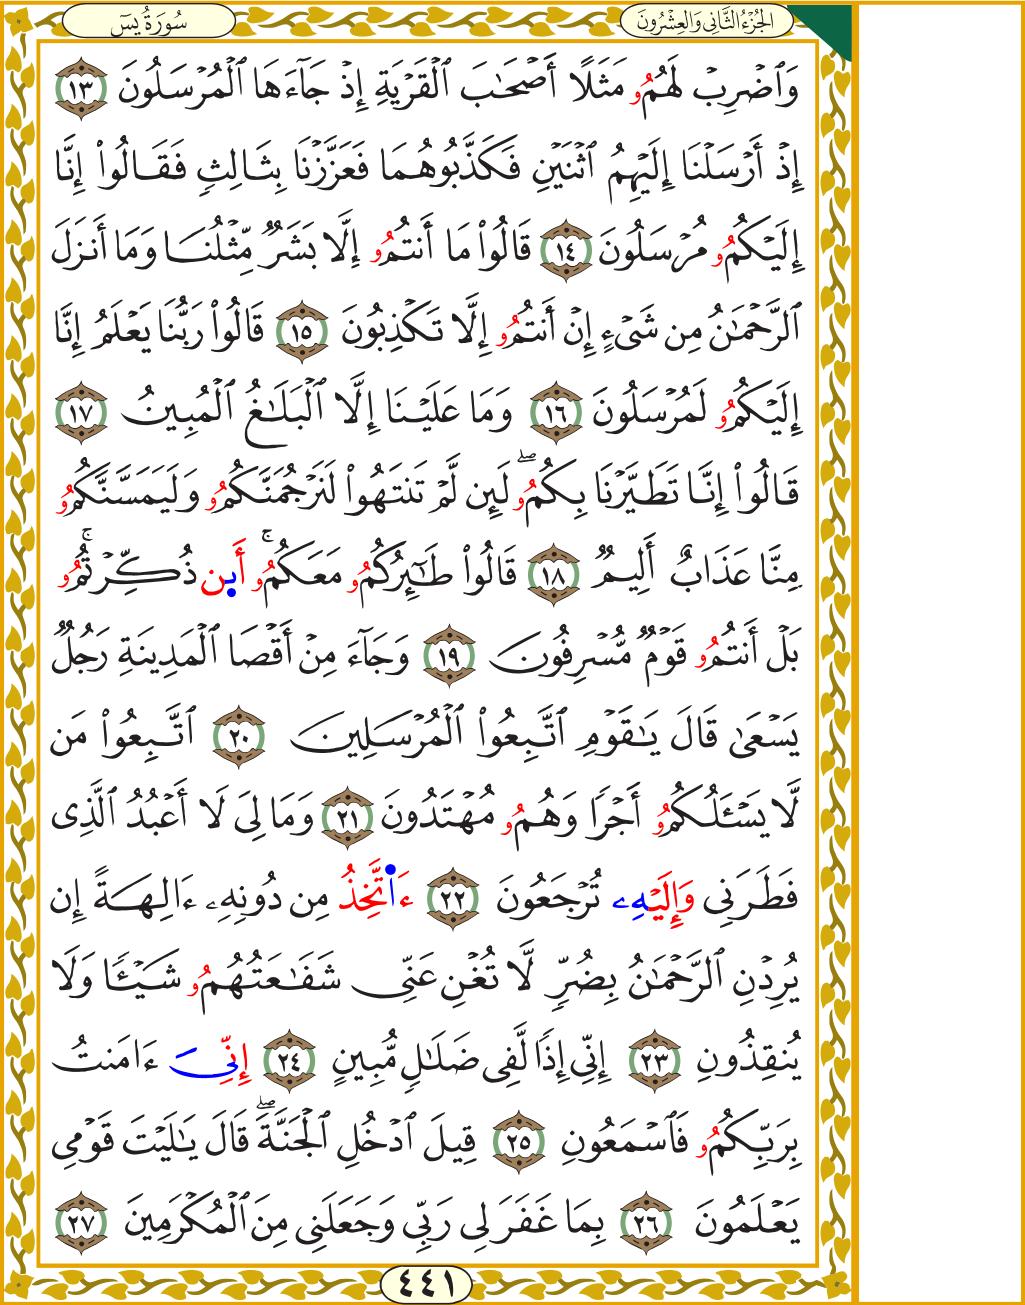 الجُزْءُ الثَّانِي وَالعِشْرُونَ
سُورَةُ يسٓ
وَٱضْرِبْ لَهُمُۥ مَثَلًا أَصْحَٰبَ ٱلْقَرْيَةِ إِذْ جَآءَهَا ٱلْمُرْسَلُونَ ١٣
إِذْ أَرْسَلْنَا إِلَيْهِمُ ٱثْنَيْنِ فَكَذَّبُوهُمَا فَعَزَّزْنَا بِثَالِثٍ فَقَالُوا۟ إِنَّا
إِلَيْكُمُۥ مُرْسَلُونَ ١٤ قَالُوا۟ مَا أَنتُمُۥ إِلَّا بَشَرٌ مِّثْلُنَا وَمَا أَنزَلَ
ٱلرَّحْمَٰنُ مِن شَىْءٍ إِنْ أَنتُمُۥ إِلَّا تَكْذِبُونَ ١٥ قَالُوا۟ رَبُّنَا يَعْلَمُ إِنَّا
إِلَيْكُمُۥ لَمُرْسَلُونَ ١٦ وَمَا عَلَيْنَا إِلَّا ٱلْبَلَٰغُ ٱلْمُبِينُ ١٧
قَالُوا۟ إِنَّا تَطَيَّرْنَا بِكُمُۥۖ لَئِن لَّمْ تَنتَهُوا۟ لَنَرْجُمَنَّكُمُۥ وَلَيَمَسَّنَّكُمُۥ
مِنَّا عَذَابٌ أَلِيمٌ ١٨ قَالُوا۟ طَٰٓئِرُكُمُۥ مَعَكُمُۥۚ أَٮ۪ن ذُكِّرْتُمُۥۚ
بَلْ أَنتُمُۥ قَوْمٌ مُّسْرِفُونَ ١٩ وَجَآءَ مِنْ أَقْصَا ٱلْمَدِينَةِ رَجُلٌ
يَسْعَىٰ قَالَ يَٰقَوْمِ ٱتَّبِعُوا۟ ٱلْمُرْسَلِينَ ٢٠ ٱتَّبِعُوا۟ مَن
لَّا يَسْـَٔلُكُمُۥ أَجْرًا وَهُمُۥ مُهْتَدُونَ ٢١ وَمَا لِىَ لَا أَعْبُدُ ٱلَّذِى
فَطَرَنِى وَإِلَيْهِۦ تُرْجَعُونَ ٢٢ ءَا۬تَّخِذُ مِن دُونِهِۦ ءَالِهَةً إِن
يُرِدْنِ ٱلرَّحْمَٰنُ بِضُرٍّ لَّا تُغْنِ عَنِّى شَفَٰعَتُهُمُۥ شَيْـًٔا وَلَا
يُنقِذُونِ ٢٣ إِنِّى إِذًا لَّفِى ضَلَٰلٍ مُّبِينٍ ٢٤ إِنِّىَ ءَامَنتُ
بِرَبِّكُمُۥ فَٱسْمَعُونِ ٢٥ قِيلَ ٱدْخُلِ ٱلْجَنَّةَۖ قَالَ يَٰلَيْتَ قَوْمِى
يَعْلَمُونَ ٢٦ بِمَا غَفَرَ لِى رَبِّى وَجَعَلَنِى مِنَ ٱلْمُكْرَمِينَ ٢٧
٤٤١